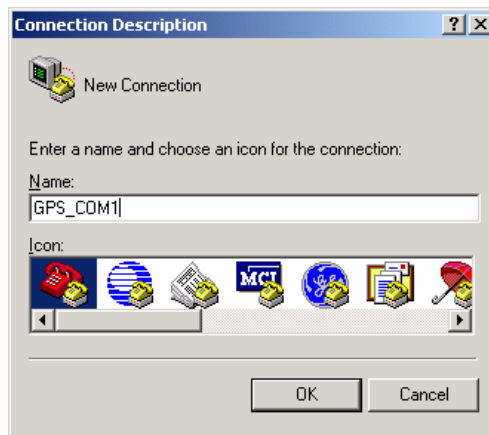 Connection Description
New Connection
Enter a name and choose an icon for the connection:
Name:
GPS_COM1
Icon:
MCI
OK Cancel